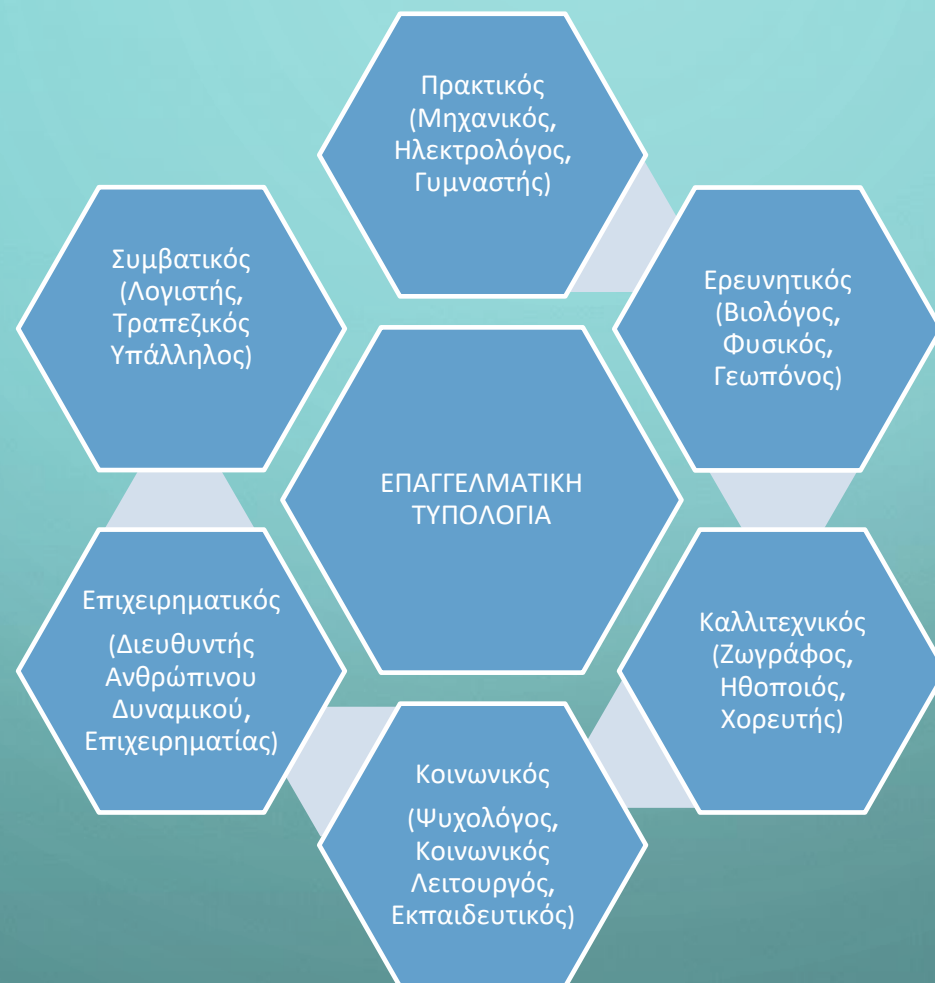 Πρακτικός
(Μηχανικός,
Ηλεκτρολόγος,
Γυμναστής)
Ερευνητικός
(Βιολόγος,
Φυσικός,
Γεωπόνος)
Καλλιτεχνικός
(Ζωγράφος,
Ηθοποιός,
Χορευτής)
Κοινωνικός
(Ψυχολόγος,
Κοινωνικός
Λειτουργός,
Εκπαιδευτικός)
Επιχειρηματικός
(Διευθυντής
Ανθρώπινου
Δυναμικού,
Επιχειρηματίας)
Συμβατικός
(Λογιστής,
Τραπεζικός
Υπάλληλος)
ΕΠΑΓΓΕΛΜΑΤΙΚΗ
ΤΥΠΟΛΟΓΙΑ